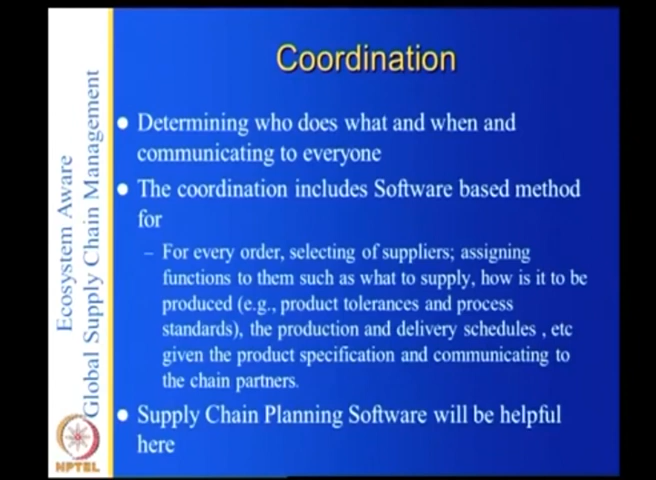 Coordination
Determining who does what and when and
communicating to everyone
The coordination includes Software based method
for
– For every order, selecting of suppliers; assigning
functions to them such as what to supply, how is it to be
produced (e.g., product tolerances and process
standards), the production and delivery schedules , etc
given the product specification and communicating to
the chain partners.
Supply Chain Planning Software will be helpful
here
Ecosystem Aware
Global Supply Chain Management
NPTEL